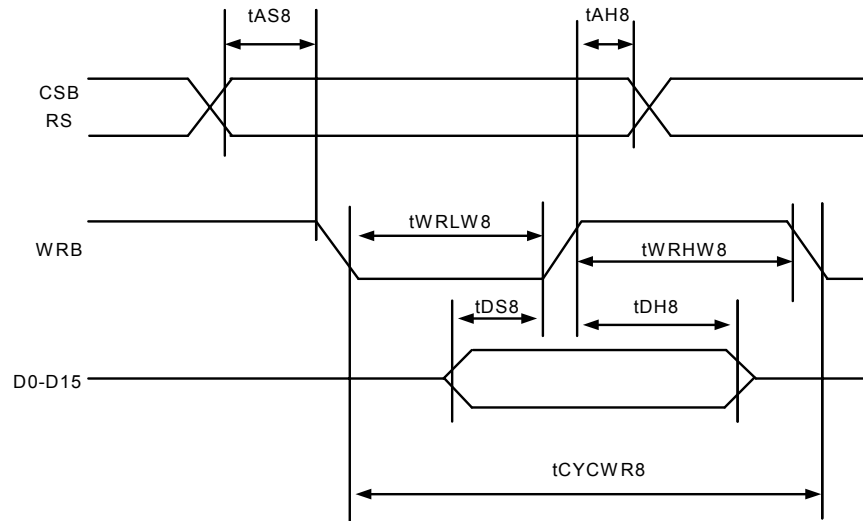 tAS8 tAH8
CSB
RS
tWRLW8
WRB
tWRHW8
tDS8 tDH8
D0-D15
tCYCWR8